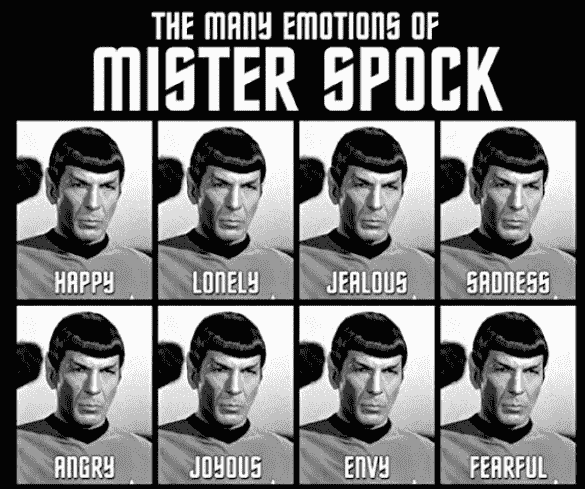 THE MANY EMOTIONS OF
MISTER SPOCK
HAPPY
LONELY
JEALOUS
SADNESS
ANGRY
JOYOUS
ENVY
FEARFUL